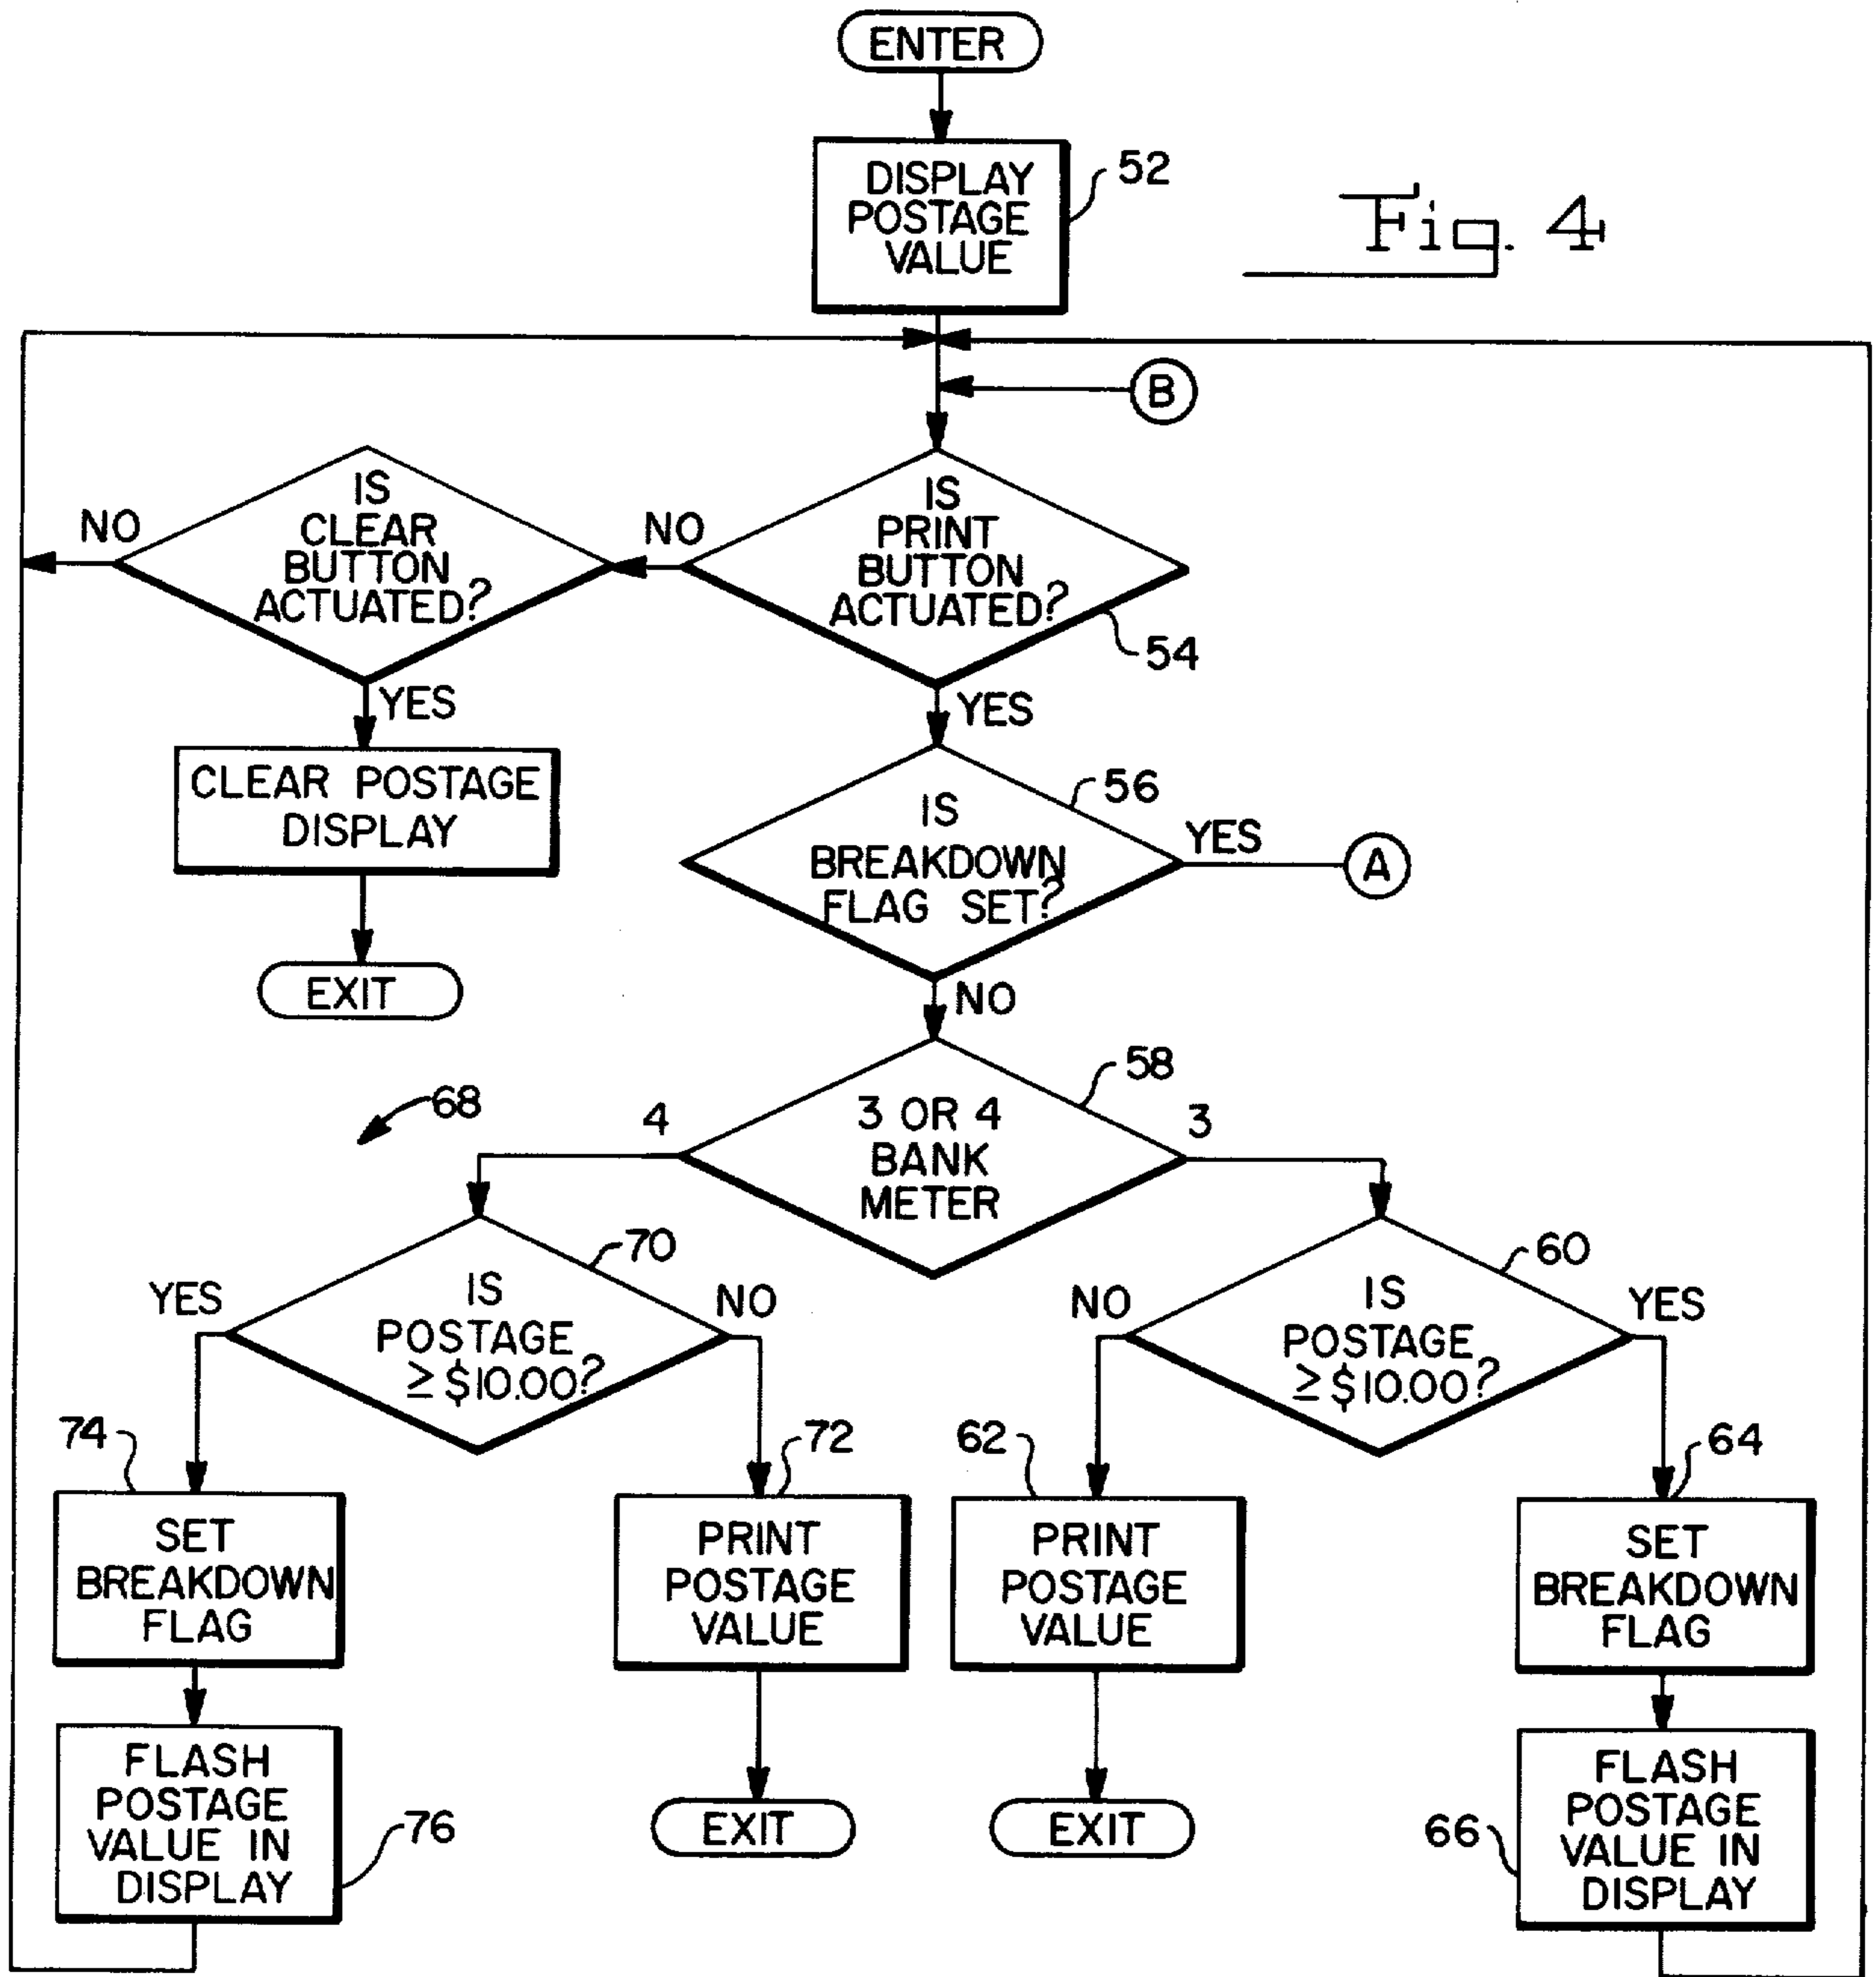 ENTER
DISPLAY
POSTAGE
VALUE
52
Fig. 4
B
IS
PRINT
BUTTON
ACTUATED?
54
NO
IS
CLEAR
BUTTON
ACTUATED?
NO
YES
CLEAR POSTAGE
DISPLAY
EXIT
YES
IS
BREAKDOWN
FLAG SET?
56
YES
A
NO
3 OR 4
BANK
METER
58
68
4
3
IS
POSTAGE
≥ $10.00?
70
YES
NO
IS
POSTAGE
≥ $10.00?
60
NO
YES
74
SET
BREAKDOWN
FLAG
72
PRINT
POSTAGE
VALUE
62
PRINT
POSTAGE
VALUE
64
SET
BREAKDOWN
FLAG
FLASH
POSTAGE
VALUE IN
DISPLAY
76
EXIT
EXIT
66
FLASH
POSTAGE
VALUE IN
DISPLAY